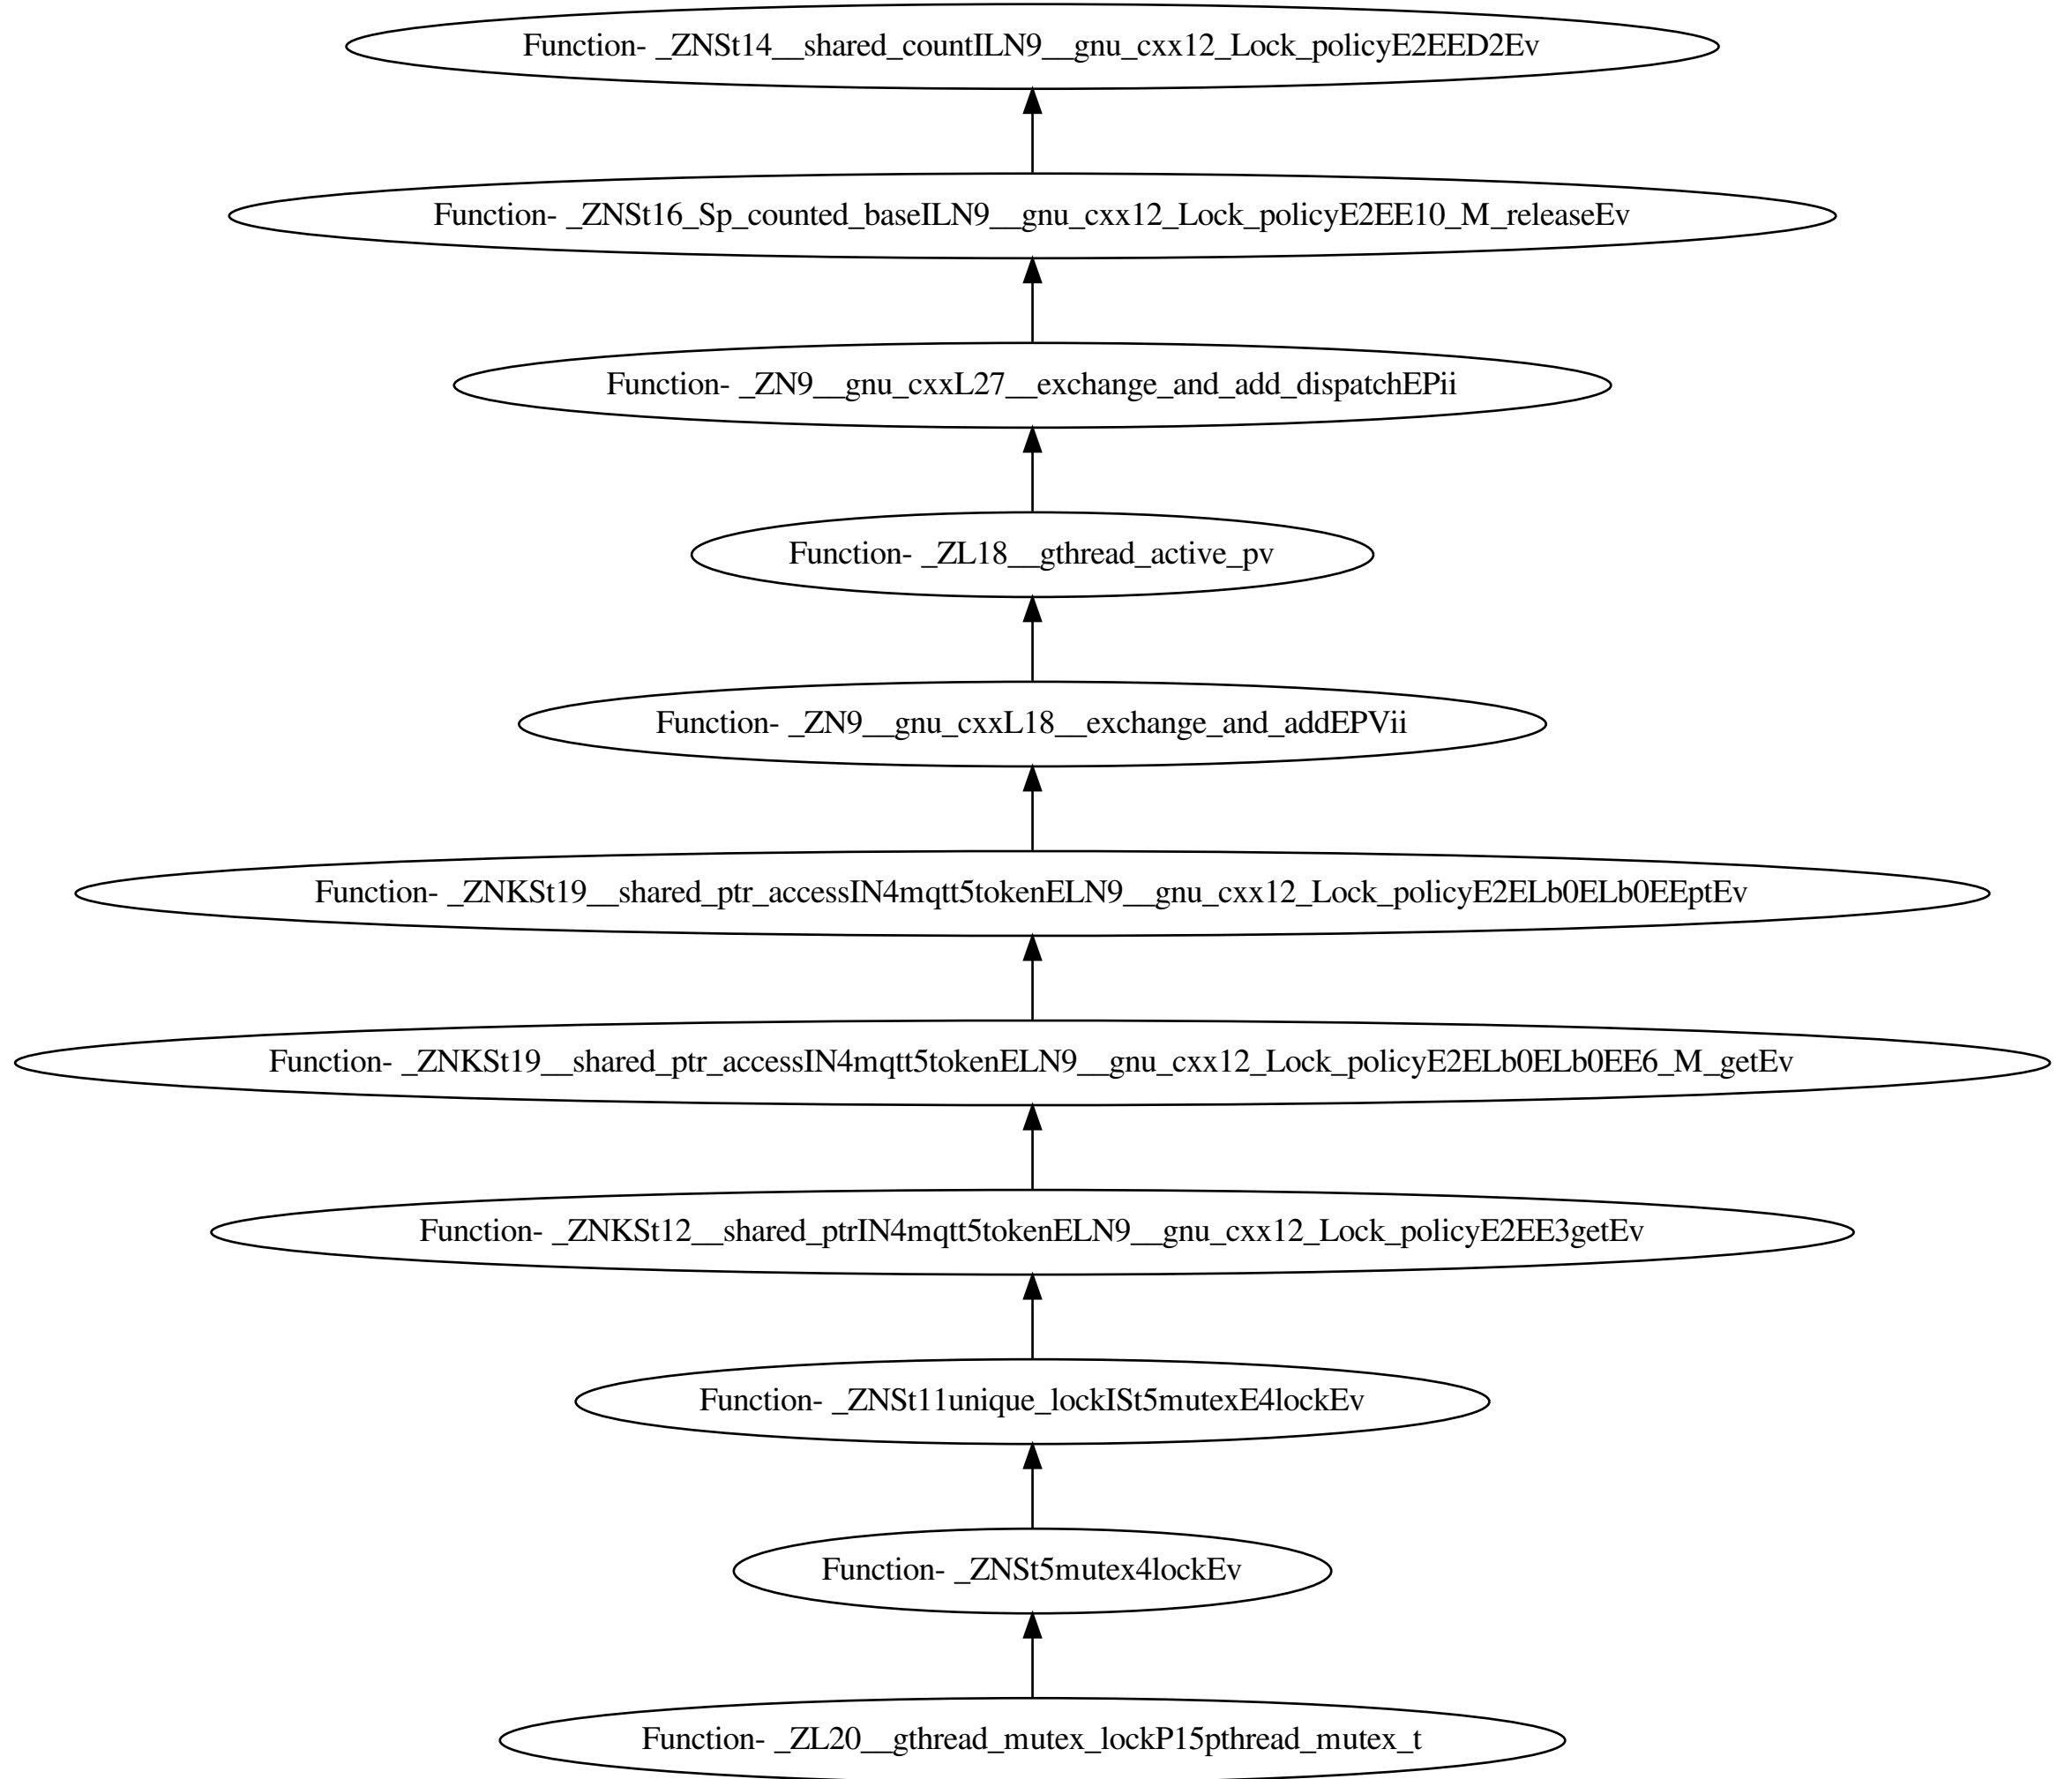 Function- _ZNSt14__shared_countILN9__gnu_cxx12_Lock_policyE2EED2Ev
Function- _ZNSt16_Sp_counted_baseILN9__gnu_cxx12_Lock_policyE2EE10_M_releaseEv
Function- _ZN9__gnu_cxxL27__exchange_and_add_dispatchEPii
Function- _ZL18__gthread_active_pv
Function- _ZN9__gnu_cxxL18__exchange_and_addEPVii
Function- _ZNKSt19__shared_ptr_accessIN4mqtt5tokenELN9__gnu_cxx12_Lock_policyE2ELb0ELb0EEptEv
Function- _ZNKSt19__shared_ptr_accessIN4mqtt5tokenELN9__gnu_cxx12_Lock_policyE2ELb0ELb0EE6_M_getEv
Function- _ZNKSt12__shared_ptrIN4mqtt5tokenELN9__gnu_cxx12_Lock_policyE2EE3getEv
Function- _ZNSt11unique_lockISt5mutexE4lockEv
Function- _ZNSt5mutex4lockEv
Function- _ZL20__gthread_mutex_lockP15pthread_mutex_t